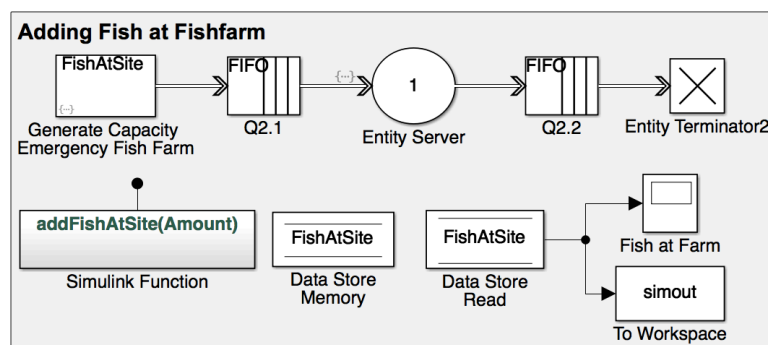 Adding Fish at Fishfarm
FishAtSite
{...}
Generate Capacity
Emergency Fish Farm
FIFO
Q2.1
{...}
1
Entity Server
FIFO
Q2.2
Entity Terminator2
addFishAtSite(Amount)
Simulink Function
FishAtSite
Data Store
Memory
FishAtSite
Data Store
Read
Fish at Farm
simout
To Workspace